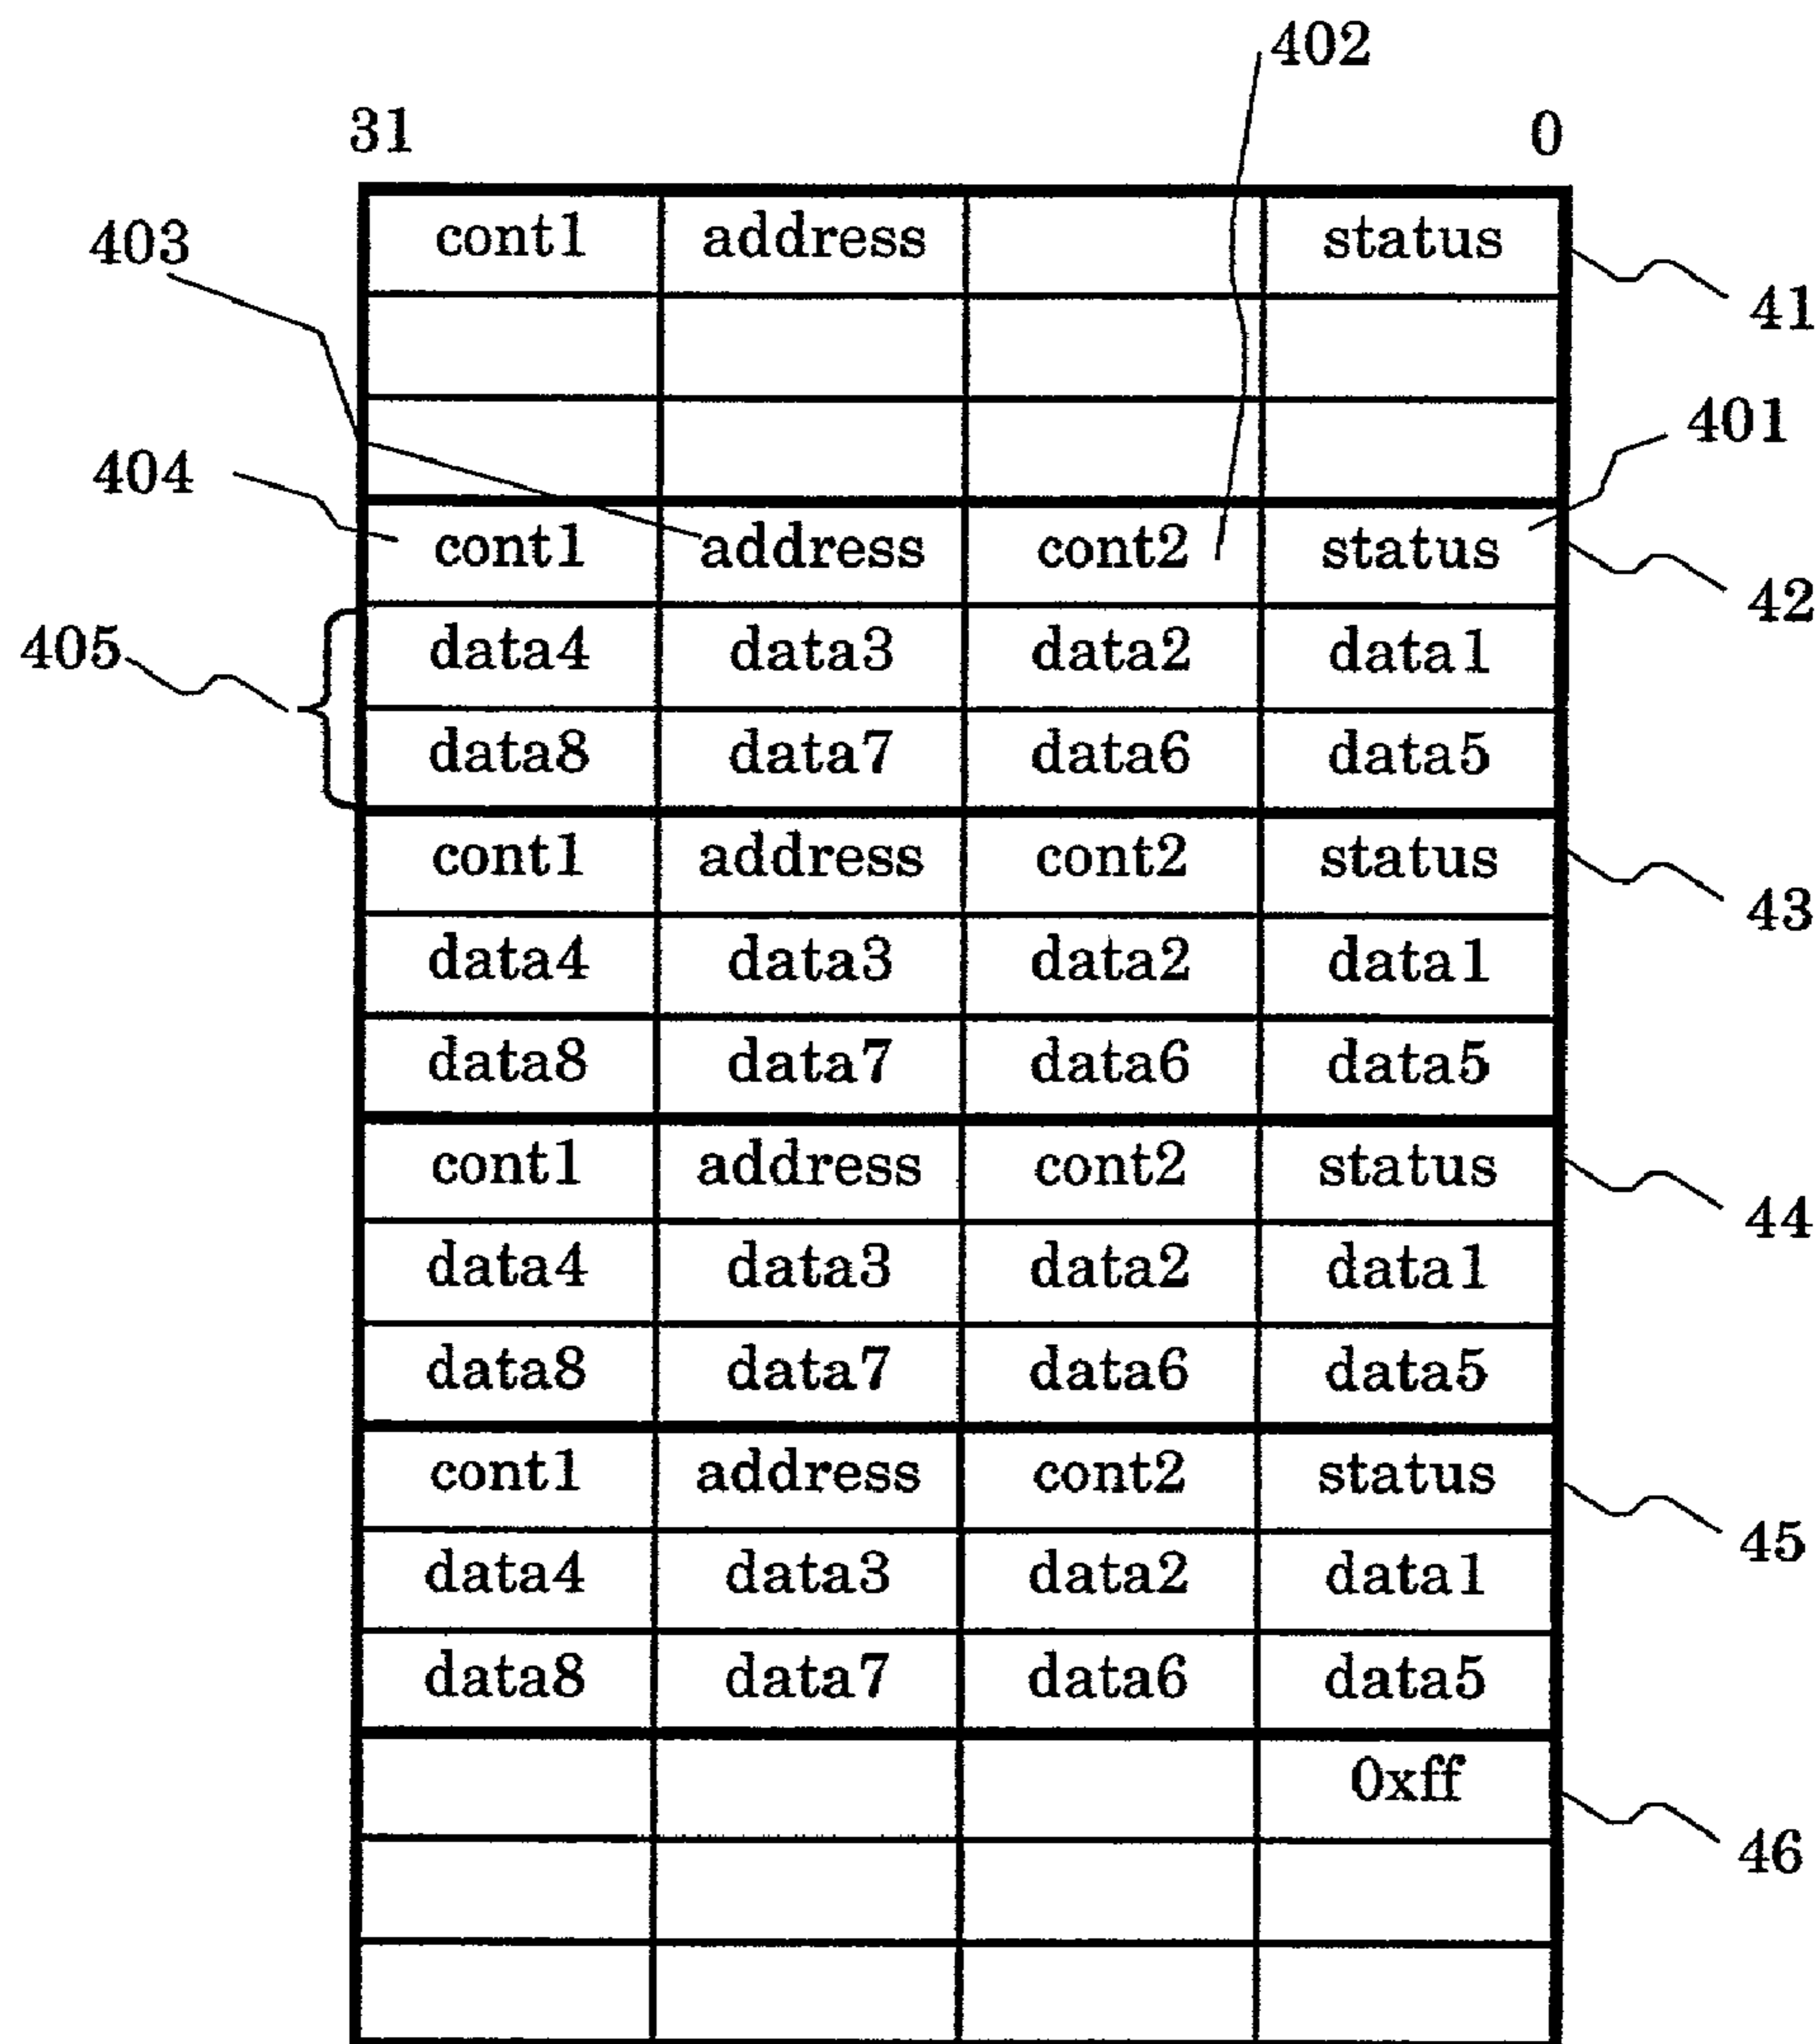 402
31 0
403 cont1 address status
41
401
404 cont1 address cont2 status
42
405 data4 data3 data2 data1
data8 data7 data6 data5
cont1 address cont2 status
43
data4 data3 data2 data1
data8 data7 data6 data5
cont1 address cont2 status
44
data4 data3 data2 data1
data8 data7 data6 data5
cont1 address cont2 status
45
data4 data3 data2 data1
data8 data7 data6 data5
0xff
46